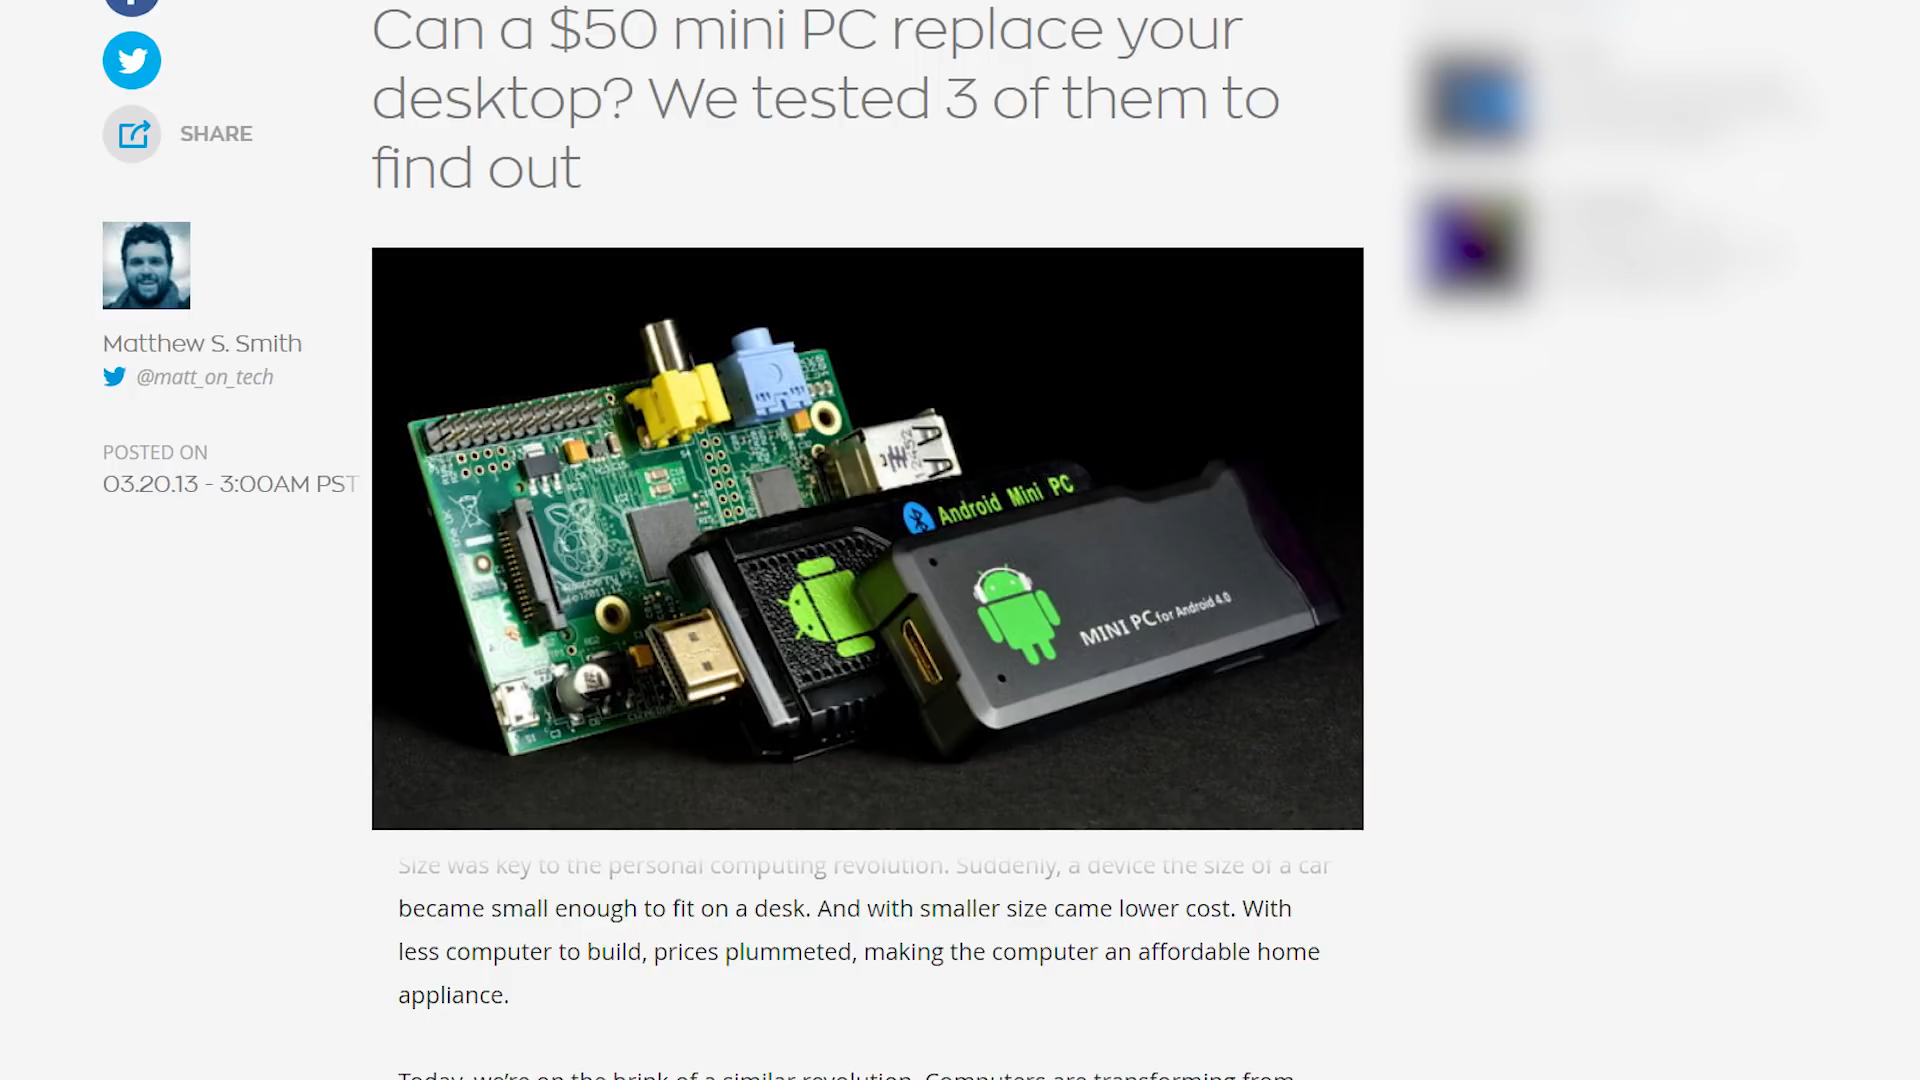 Can a $50 mini PC replace your
desktop? We tested 3 of them to
find out
SHARE
Matthew S. Smith
@matt_on_tech
POSTED ON
03.20.13 - 3:00AM PST
Android Mini PC
MINI PC for Android 4.0
Size was key to the personal computing revolution. Suddenly, a device the size of a car
became small enough to fit on a desk. And with smaller size came lower cost. With
less computer to build, prices plummeted, making the computer an affordable home
appliance.
Today, we're on the brink of a similar revolution. Computers are transforming from